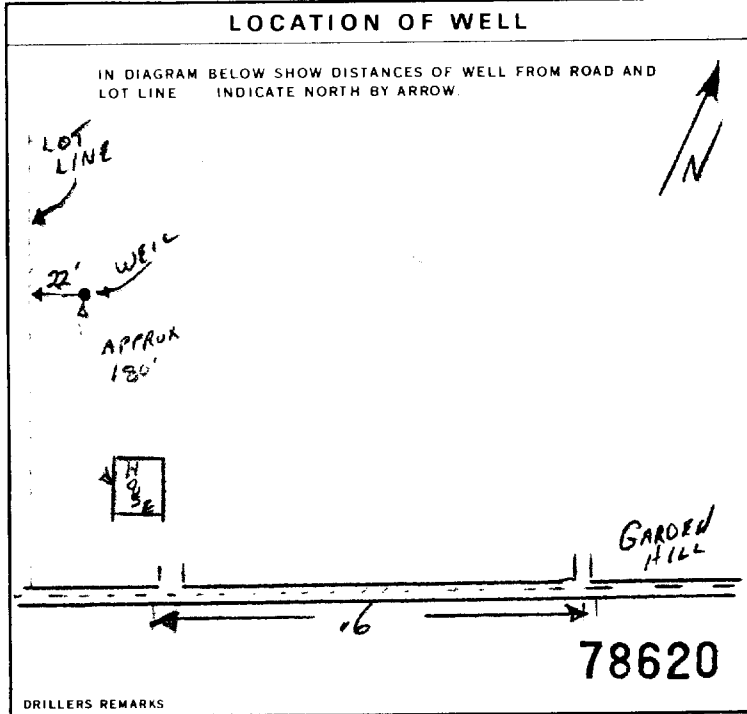 LOCATION OF WELL
IN DIAGRAM BELOW SHOW DISTANCES OF WELL FROM ROAD AND
LOT LINE INDICATE NORTH BY ARROW.
LOT
LINE
N
WELL
22'
APPROX
180'
HOUSE
GARDEN
HILL
.6
78620
DRILLERS REMARKS